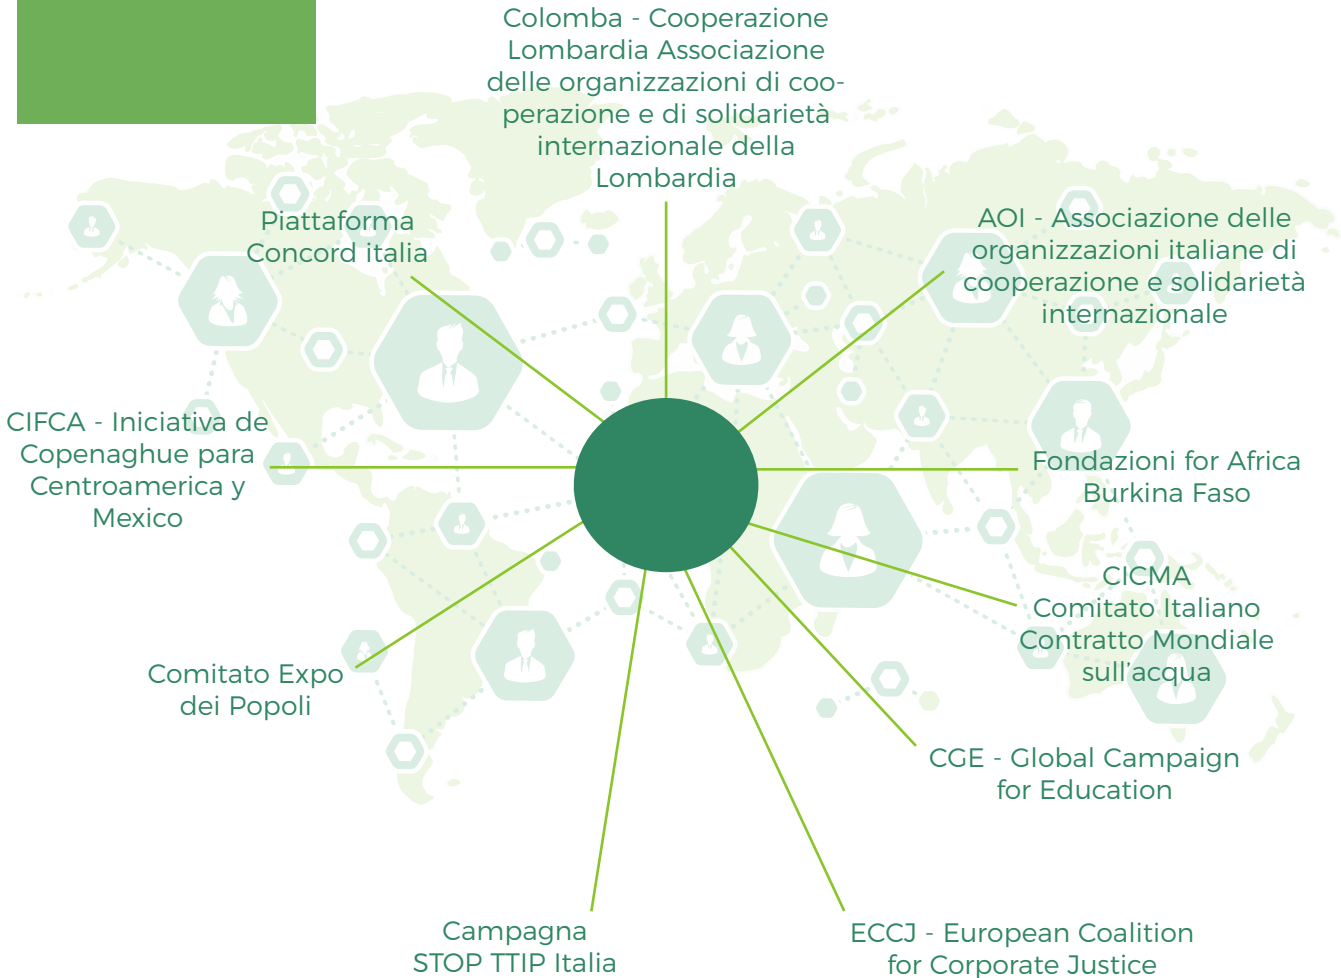 Colomba - Cooperazione
Lombardia Associazione
delle organizzazioni di coo-
perazione e di solidarietà
internazionale della
Lombardia
Piattaforma
Concord italia
AOI - Associazione delle
organizzazioni italiane di
cooperazione e solidarietà
internazionale
CIFCA - Iniciativa de
Copenaghue para
Centroamerica y
Mexico
Fondazioni for Africa
Burkina Faso
CICMA
Comitato Italiano
Contratto Mondiale
sull'acqua
Comitato Expo
dei Popoli
CGE - Global Campaign
for Education
Campagna
STOP TTIP Italia
ECCJ - European Coalition
for Corporate Justice